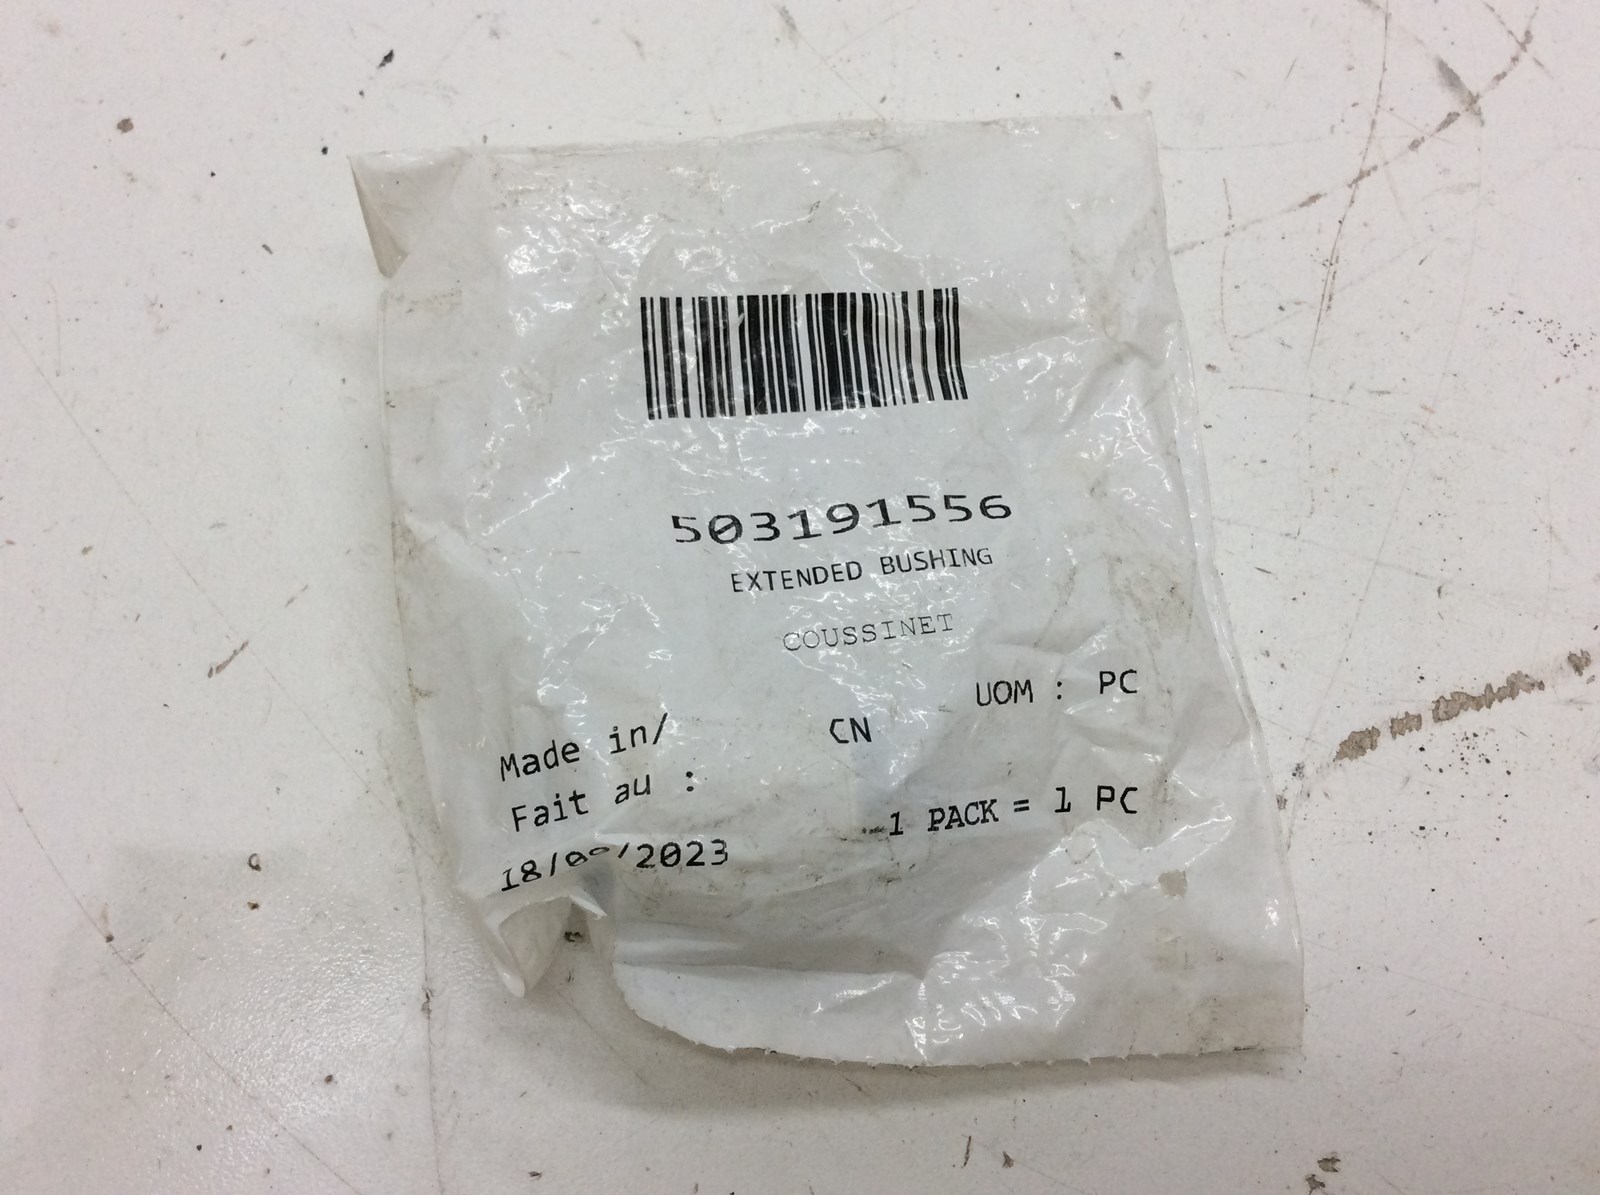 503191556
EXTENDED BUSHING
COUSSINET
UOM : PC
Made in/ CN
Fait au :
1 PACK = 1 PC